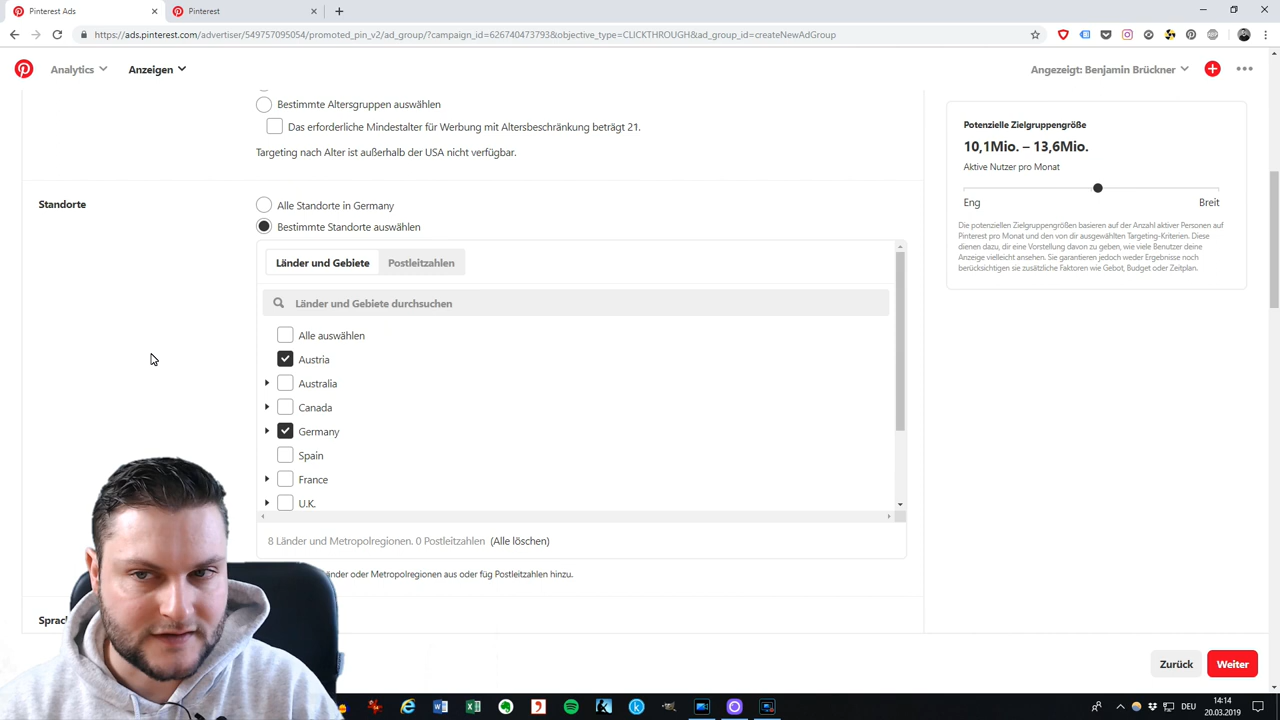 Pinterest Ads
Pinterest
https://ads.pinterest.com/advertiser/549757095054/promoted_pin_v2/ad_group/?campaign_id=626740473793&objective_type=CLICKTHROUGH&ad_group_id=createNewAdGroup
Analytics
Anzeigen
Angezeigt: Benjamin Brückner
Bestimmte Altersgruppen auswählen
Das erforderliche Mindestalter für Werbung mit Altersbeschränkung beträgt 21.
Targeting nach Alter ist außerhalb der USA nicht verfügbar.
Potenzielle Zielgruppengröße
10,1Mio. – 13,6Mio.
Aktive Nutzer pro Monat
Eng
Breit
Die potenziellen Zielgruppengrößen basieren auf der Anzahl aktiver Personen auf
Pinterest pro Monat und den von dir ausgewählten Targeting-Kriterien. Diese
dienen dazu, dir eine Vorstellung davon zu geben, wie viele Benutzer deine
Anzeige vielleicht ansehen. Sie garantieren jedoch weder Ergebnisse noch
berücksichtigen sie zusätzliche Faktoren wie Gebot, Budget oder Zeitplan.
Standorte
Alle Standorte in Germany
Bestimmte Standorte auswählen
Länder und Gebiete
Postleitzahlen
Länder und Gebiete durchsuchen
Alle auswählen
Austria
Australia
Canada
Germany
Spain
France
U.K.
8 Länder und Metropolregionen. 0 Postleitzahlen (Alle löschen)
oder Metropolregionen aus oder füg Postleitzahlen hinzu.
Zurück
Weiter
DEU
14:14
20.03.2019